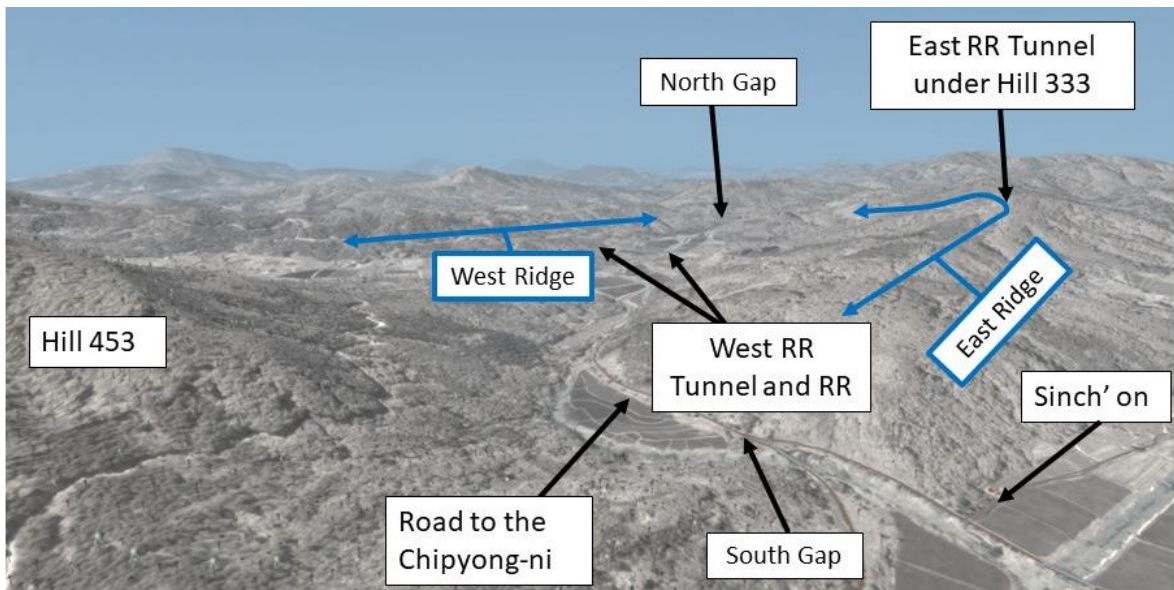 East RR Tunnel
under Hill 333
North Gap
West Ridge
East Ridge
Hill 453
West RR
Tunnel and RR
Sinch' on
Road to the
Chipyong-ni
South Gap